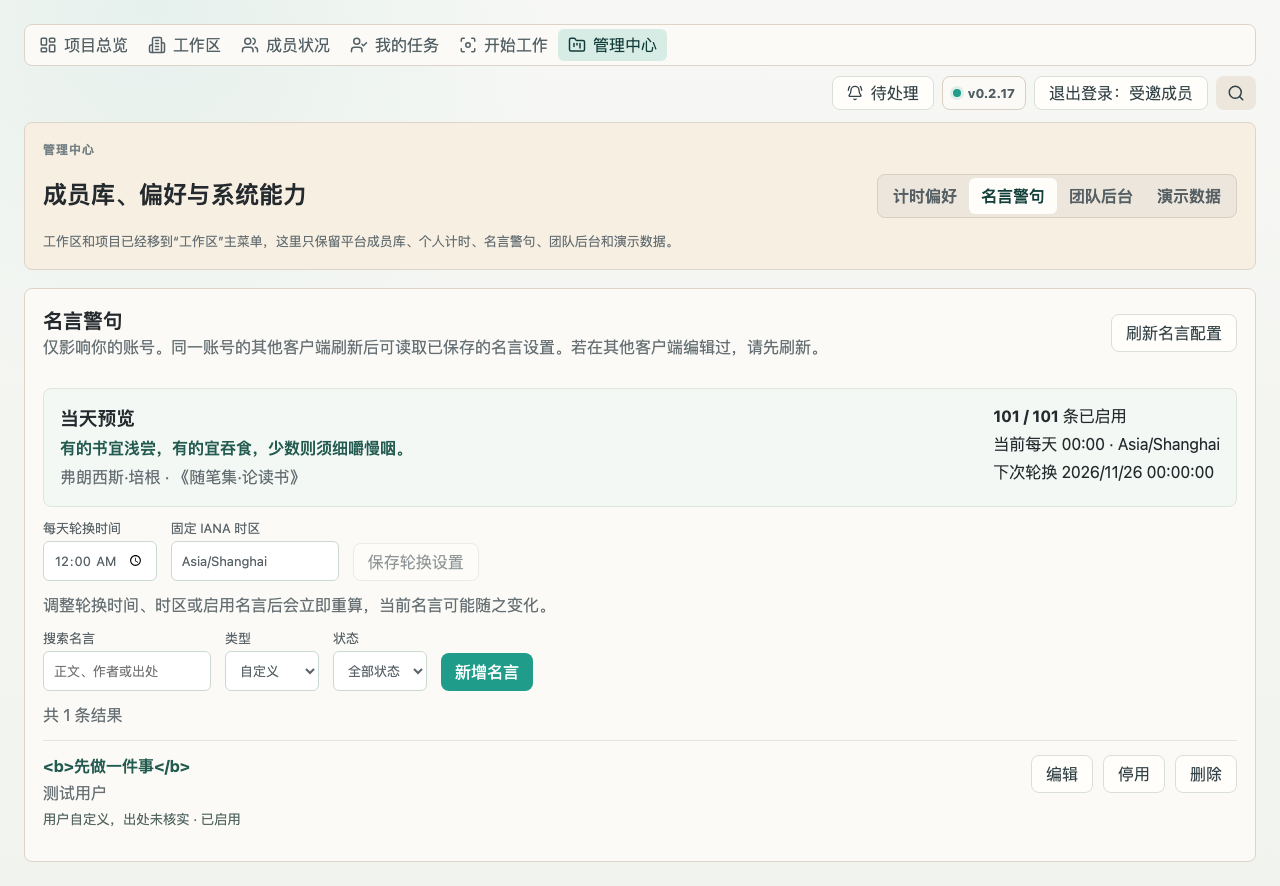 项目总览 工作区 成员状况 我的任务 开始工作 管理中心
待处理 v0.2.17 退出登录：受邀成员
管理中心
成员库、偏好与系统能力
计时偏好 名言警句 团队后台 演示数据
工作区和项目已经移到“工作区”主菜单，这里只保留平台成员库、个人计时、名言警句、团队后台和演示数据。
名言警句
仅影响你的账号。同一账号的其他客户端刷新后可读取已保存的名言设置。若在其他客户端编辑过，请先刷新。
刷新名言配置
当天预览
有的书宜浅尝，有的宜吞食，少数则须细嚼慢咽。
弗朗西斯·培根 · 《随笔集·论读书》
101 / 101 条已启用
当前每天 00:00 · Asia/Shanghai
下次轮换 2026/11/26 00:00:00
每天轮换时间 固定 IANA 时区
12:00 AM Asia/Shanghai 保存轮换设置
调整轮换时间、时区或启用名言后会立即重算，当前名言可能随之变化。
搜索名言 类型 状态
正文、作者或出处 自定义 全部状态 新增名言
共 1 条结果
<b>先做一件事</b>
测试用户
用户自定义，出处未核实 · 已启用
编辑 停用 删除